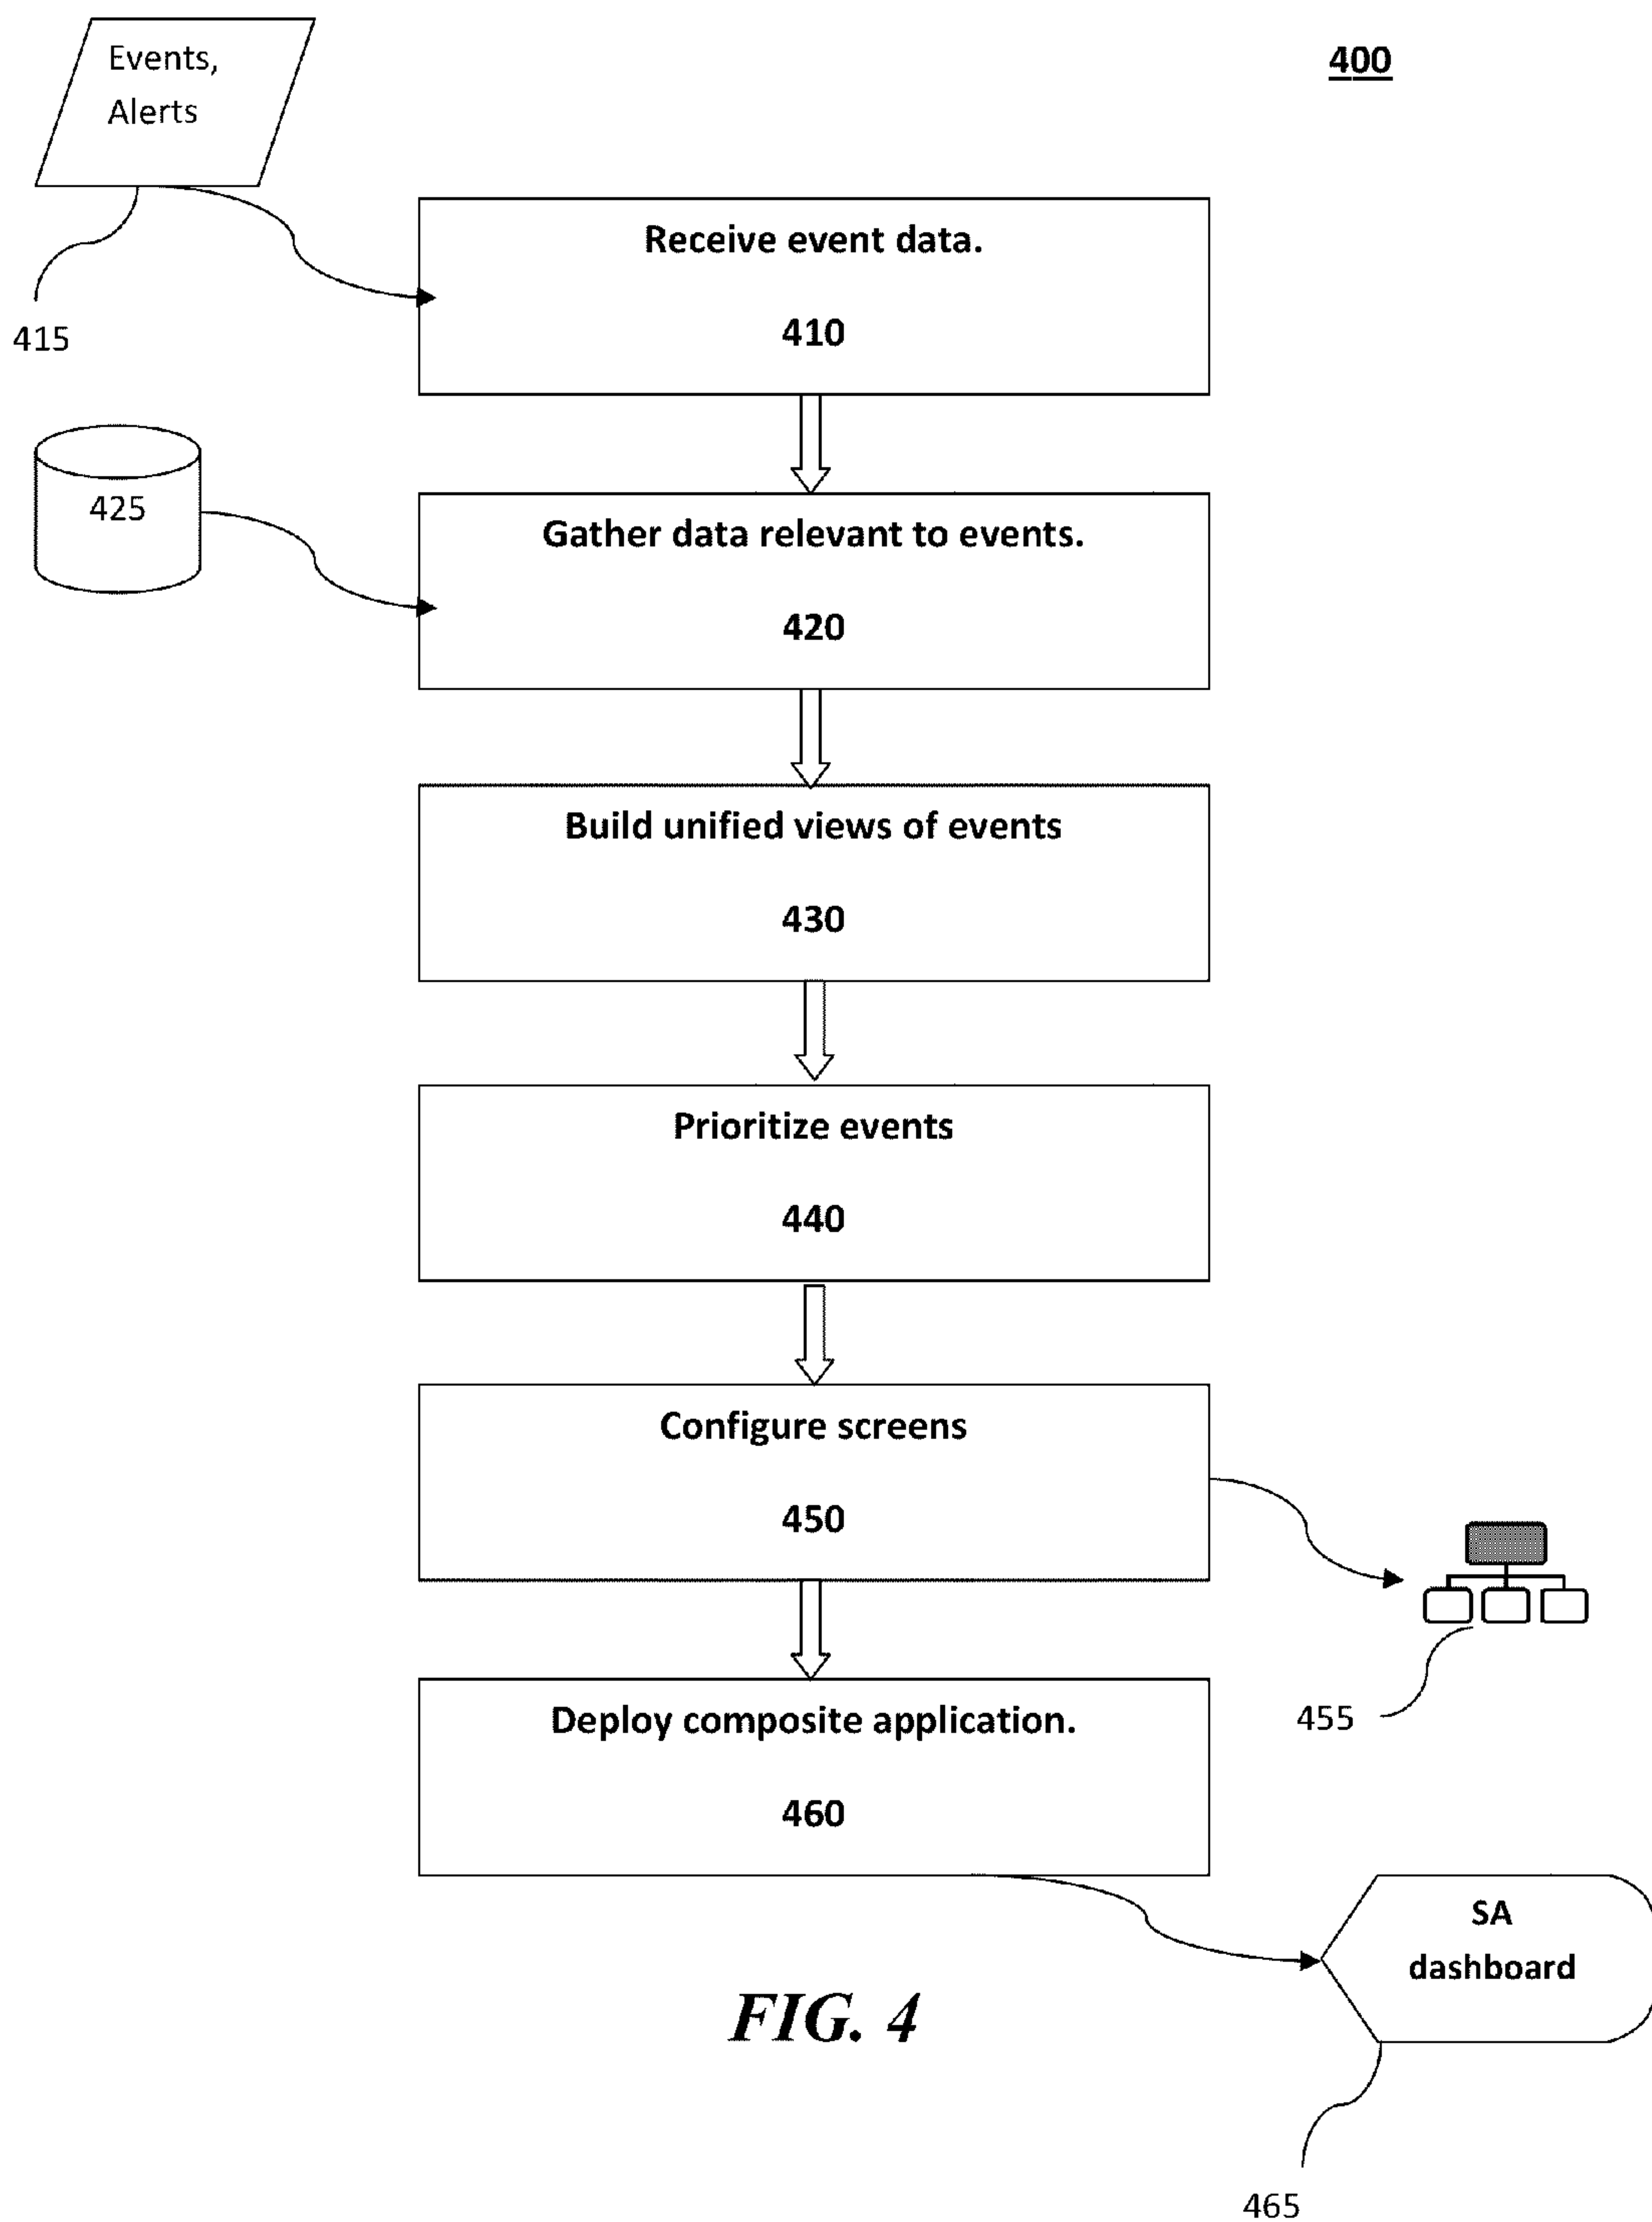 Events,
Alerts
400
415
Receive event data.
410
425
Gather data relevant to events.
420
Build unified views of events
430
Prioritize events
440
Configure screens
450
455
Deploy composite application.
460
SA
dashboard
465
FIG. 4